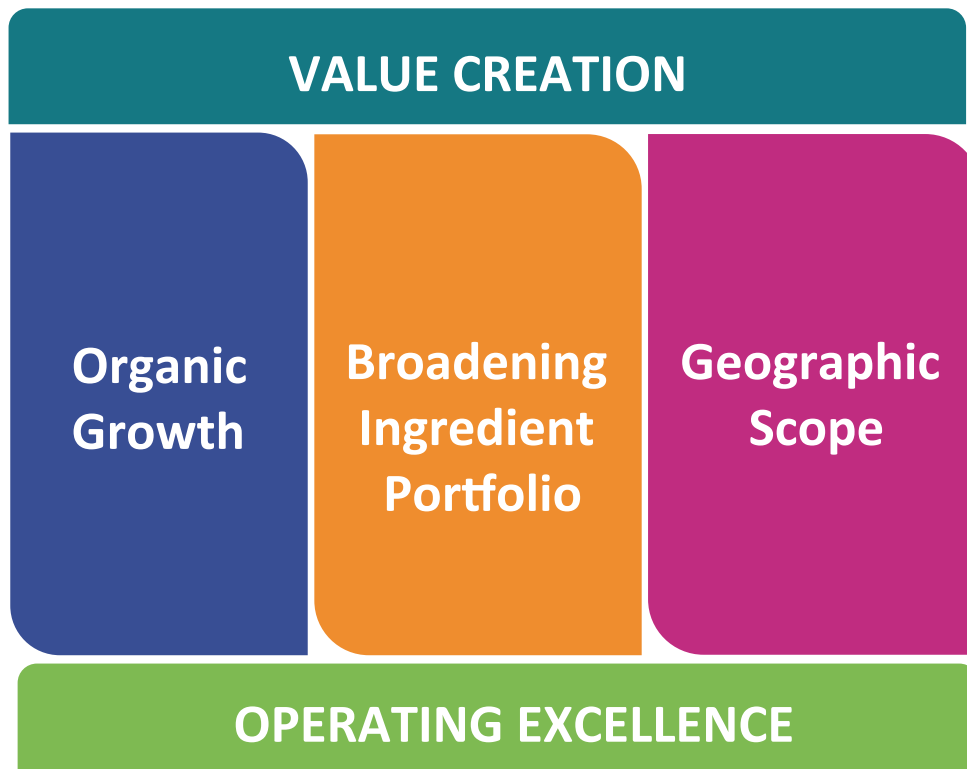 VALUE CREATION
Organic
Growth
Broadening
Ingredient
Portfolio
Geographic
Scope
OPERATING EXCELLENCE